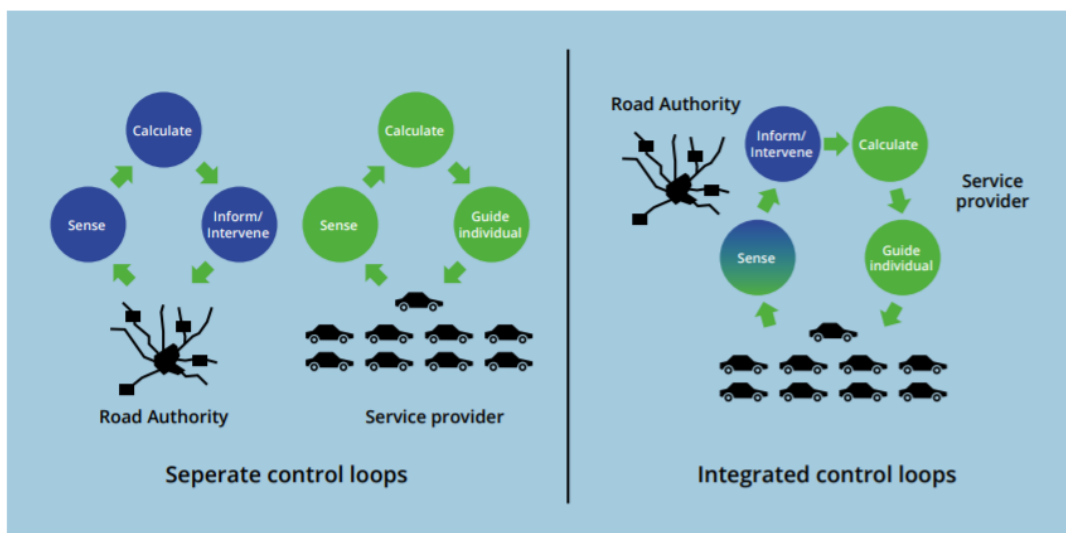 Calculate
Sense
Inform/
Intervene
Road Authority
Calculate
Sense
Guide
individual
Service provider
Seperate control loops
Road Authority
Inform/
Intervene
Calculate
Service
provider
Sense
Guide
individual
Integrated control loops